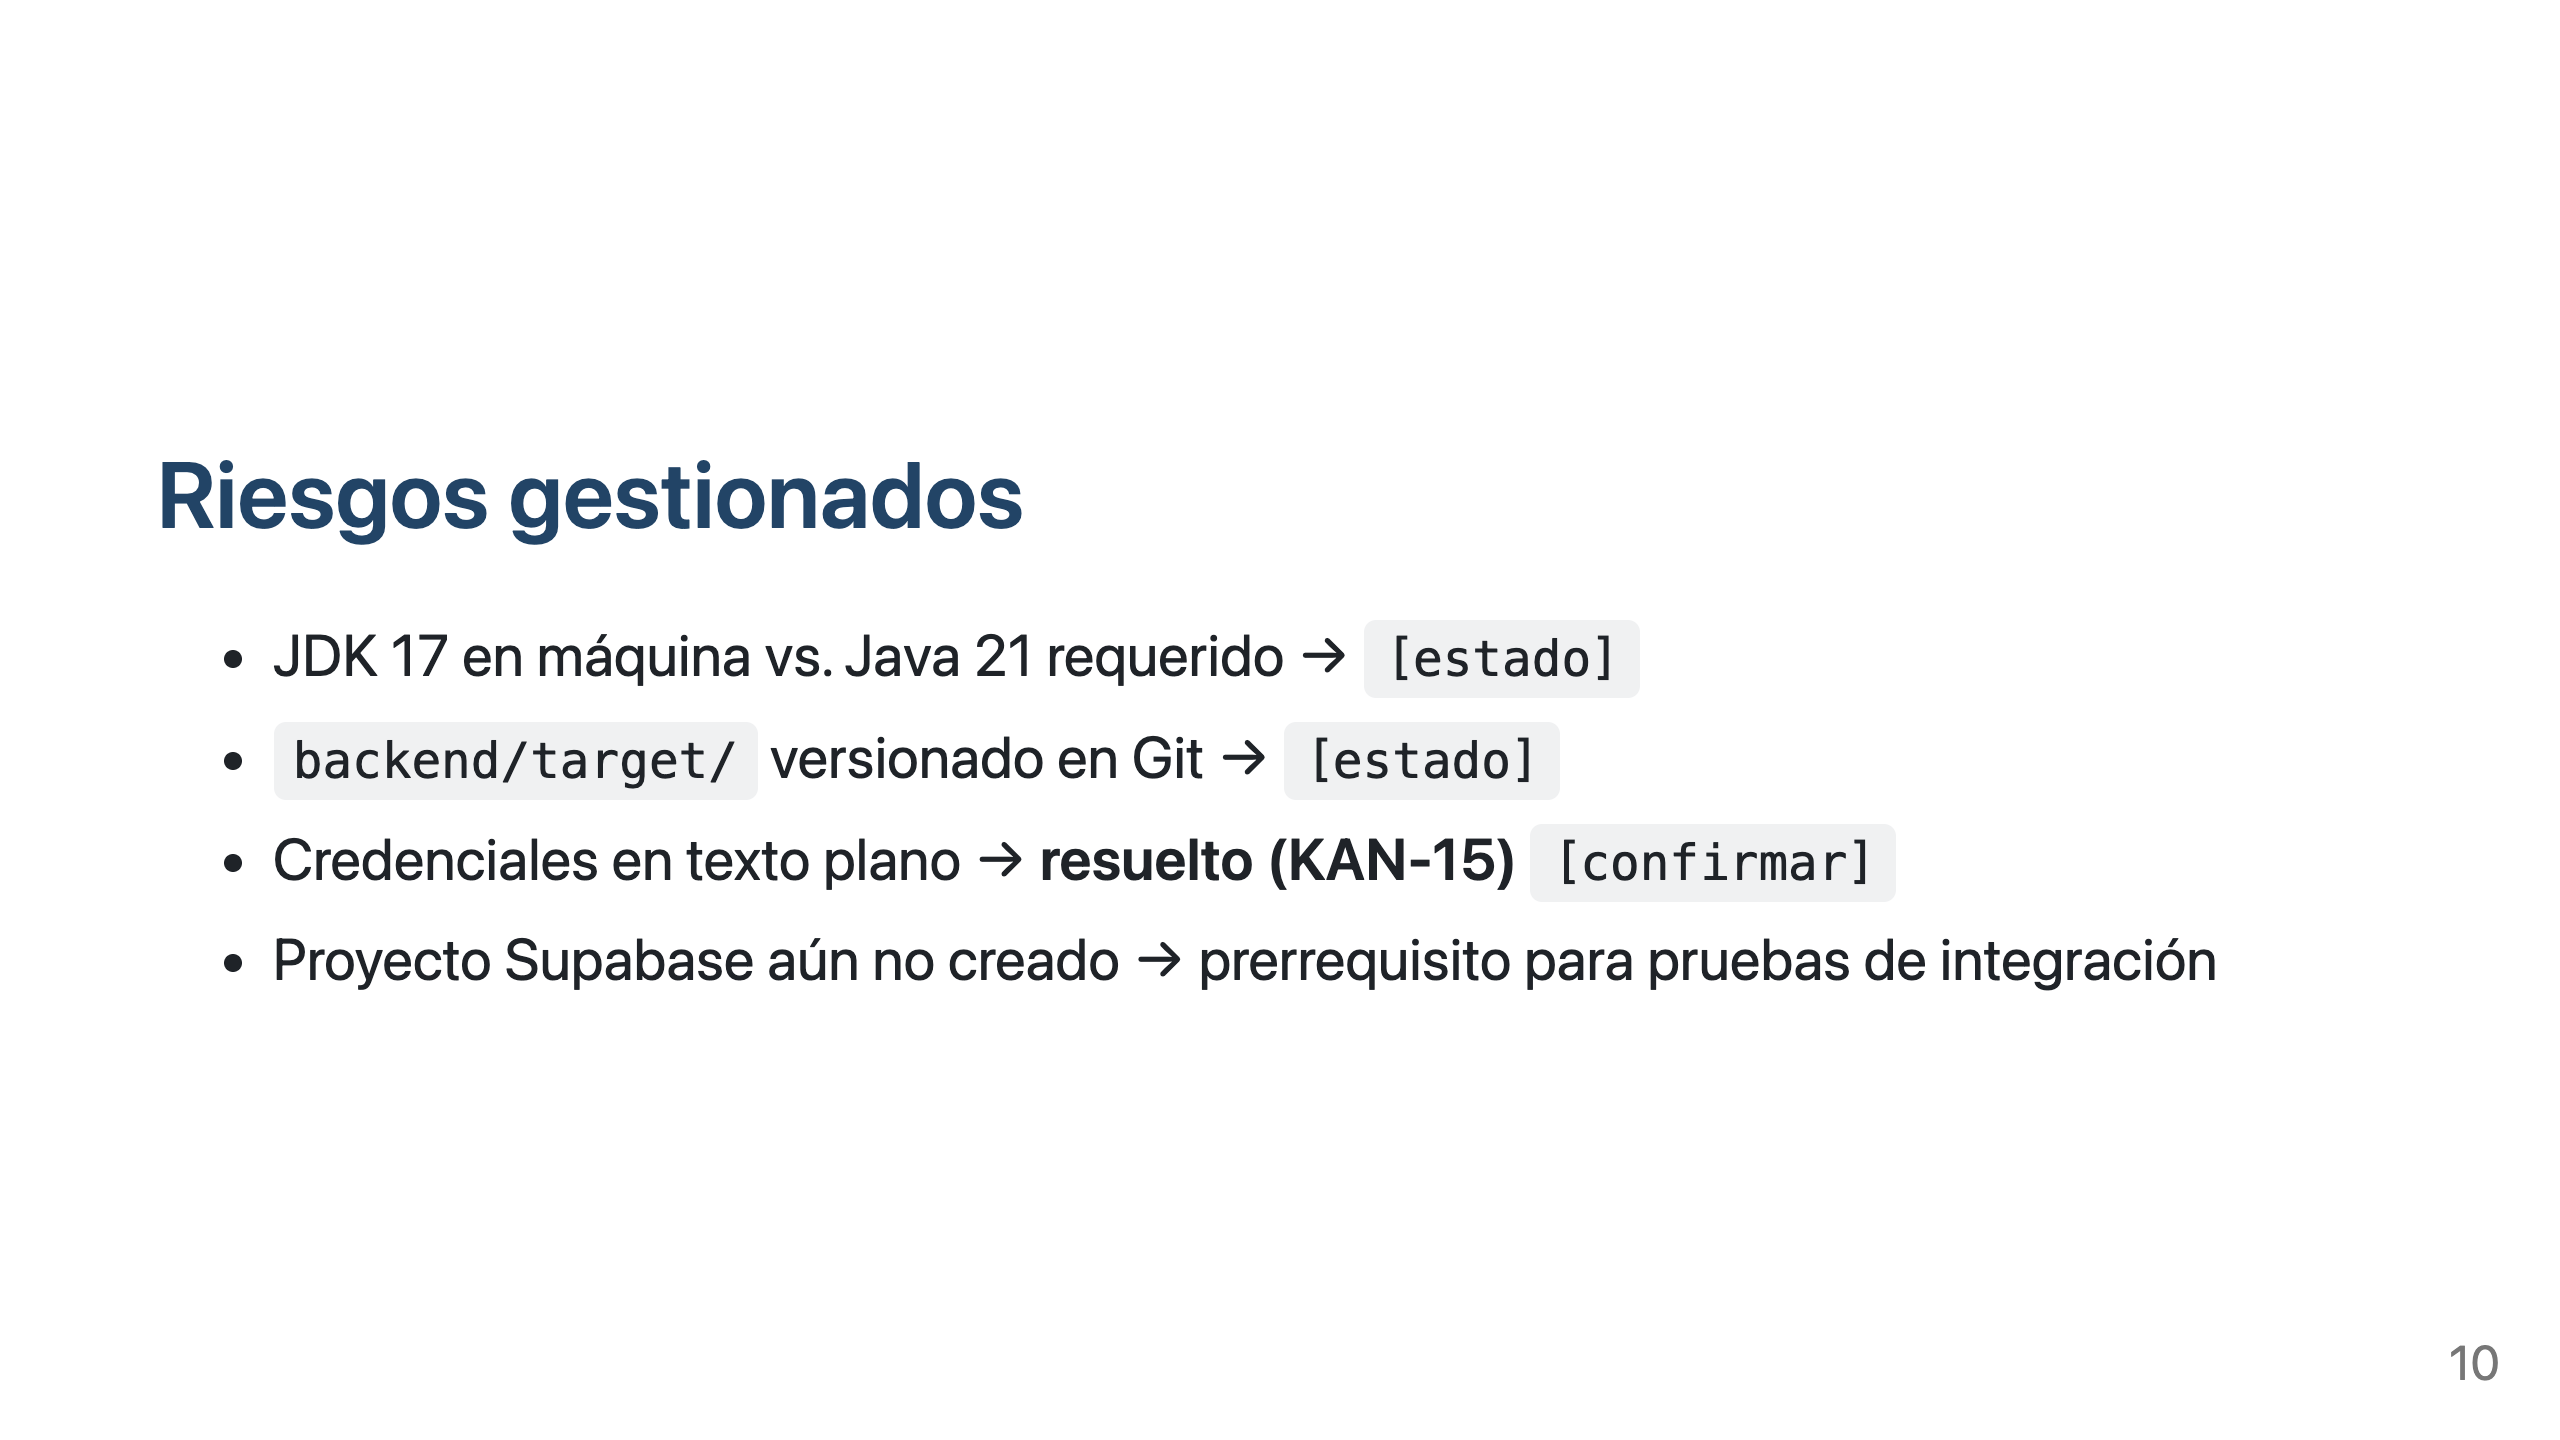 Riesgos gestionados
• JDK 17 en máquina vs. Java 21 requerido → [estado]
• backend/target/ versionado en Git → [estado]
• Credenciales en texto plano → resuelto (KAN-15) [confirmar]
• Proyecto Supabase aún no creado → prerrequisito para pruebas de integración
10